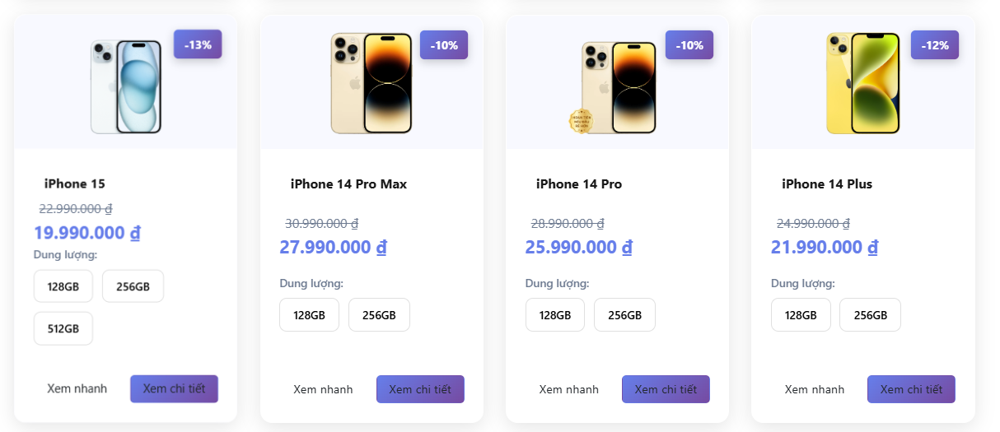 -13%
iPhone 15
22.990.000 ₫
19.990.000 ₫
Dung lượng:
128GB 256GB
512GB
Xem nhanh Xem chi tiết
-10%
iPhone 14 Pro Max
30.990.000 ₫
27.990.000 ₫
Dung lượng:
128GB 256GB
Xem nhanh Xem chi tiết
-10%
iPhone 14 Pro
28.990.000 ₫
25.990.000 ₫
Dung lượng:
128GB 256GB
Xem nhanh Xem chi tiết
-12%
iPhone 14 Plus
24.990.000 ₫
21.990.000 ₫
Dung lượng:
128GB 256GB
Xem nhanh Xem chi tiết